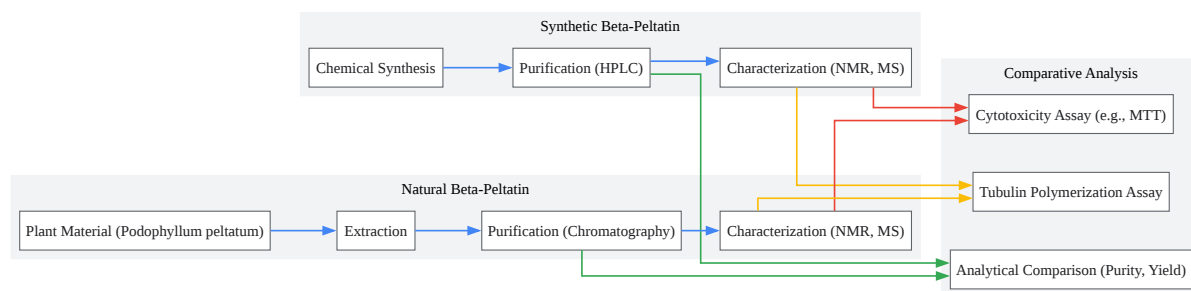 Synthetic Beta-Peltatin
Chemical Synthesis
Purification (HPLC)
Characterization (NMR, MS)
Comparative Analysis
Cytotoxicity Assay (e.g., MTT)
Tubulin Polymerization Assay
Analytical Comparison (Purity, Yield)
Natural Beta-Peltatin
Plant Material (Podophyllum peltatum)
Extraction
Purification (Chromatography)
Characterization (NMR, MS)